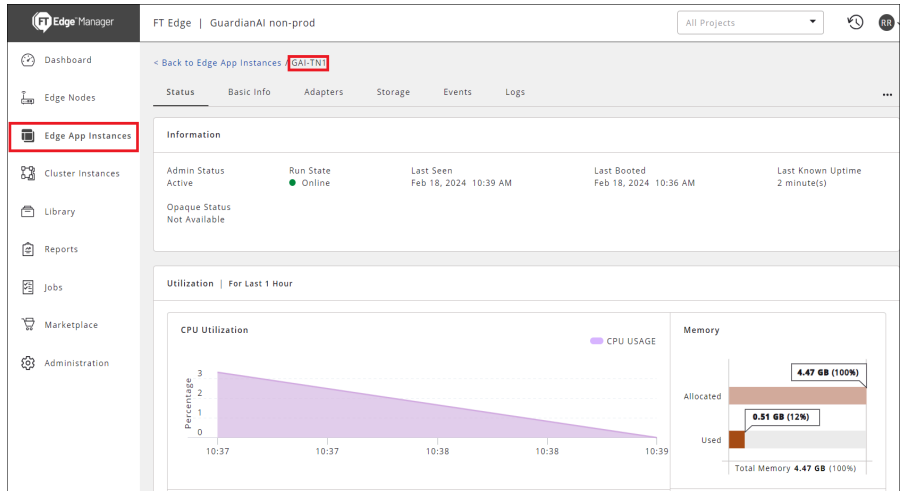 FT Edge Manager
FT Edge | GuardianAI non-prod
All Projects
RR
Dashboard
Edge Nodes
Edge App Instances
Cluster Instances
Library
Reports
Jobs
Marketplace
Administration
< Back to Edge App Instances / GAI-TN1
Status Basic Info Adapters Storage Events Logs
Information
Admin Status Run State Last Seen Last Booted Last Known Uptime
Active Online Feb 18, 2024 10:39 AM Feb 18, 2024 10:36 AM 2 minute(s)
Opaque Status
Not Available
Utilization | For Last 1 Hour
CPU Utilization
CPU USAGE
Percentage
3
2
1
0
10:37 10:37 10:38 10:38 10:39
Memory
4.47 GB (100%)
Allocated
0.51 GB (12%)
Used
Total Memory 4.47 GB (100%)